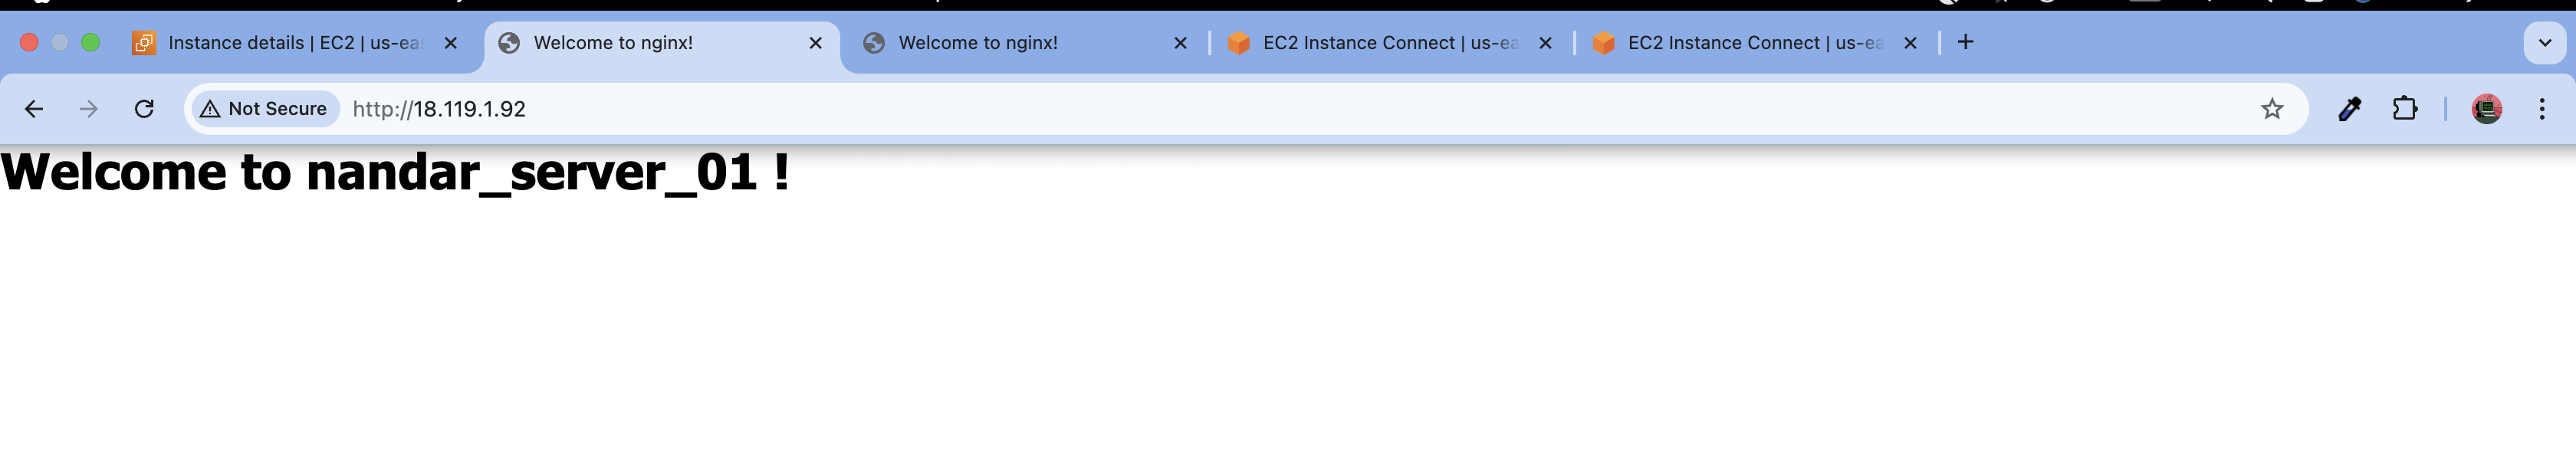 Instance details | EC2 | us-eas
Welcome to nginx!
Welcome to nginx!
EC2 Instance Connect | us-ea
EC2 Instance Connect | us-ea
Not Secure
http://18.119.1.92
Welcome to nandar_server_01 !